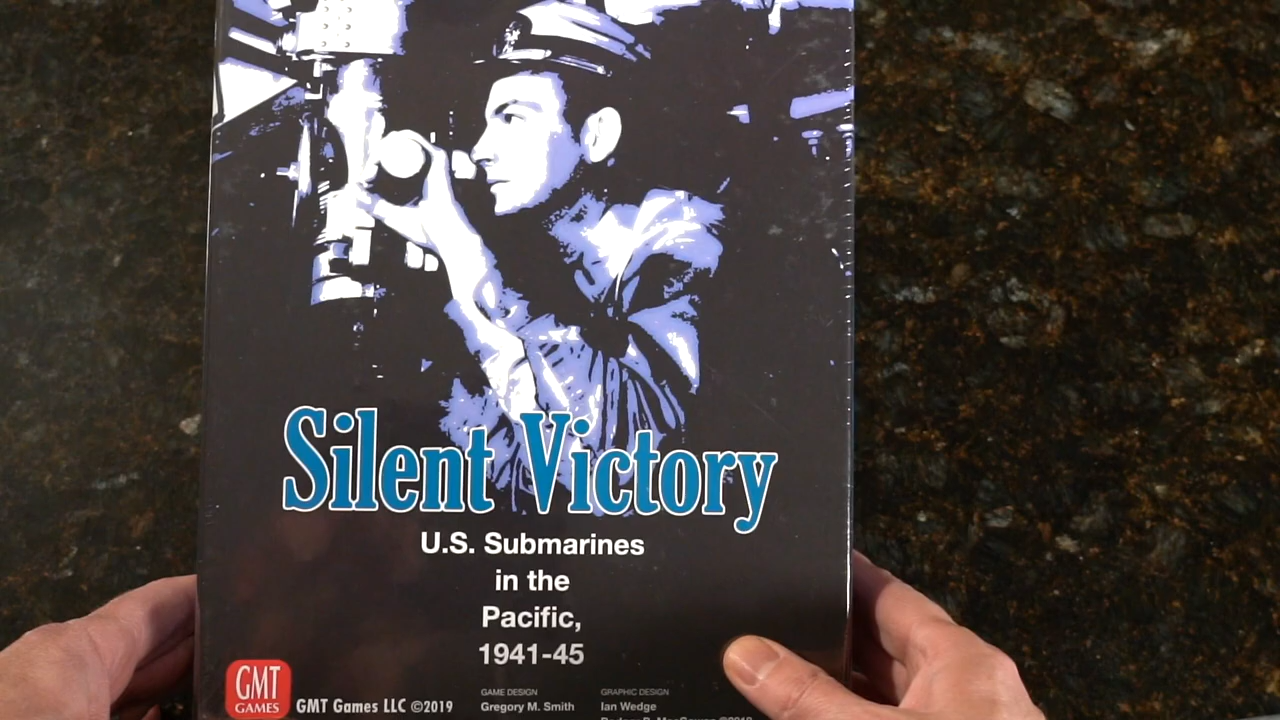 Silent Victory
U.S. Submarines
in the
Pacific,
1941-45
GMT
GAMES
GMT Games LLC ©2019
GAME DESIGN
Gregory M. Smith
GRAPHIC DESIGN
Ian Wedge